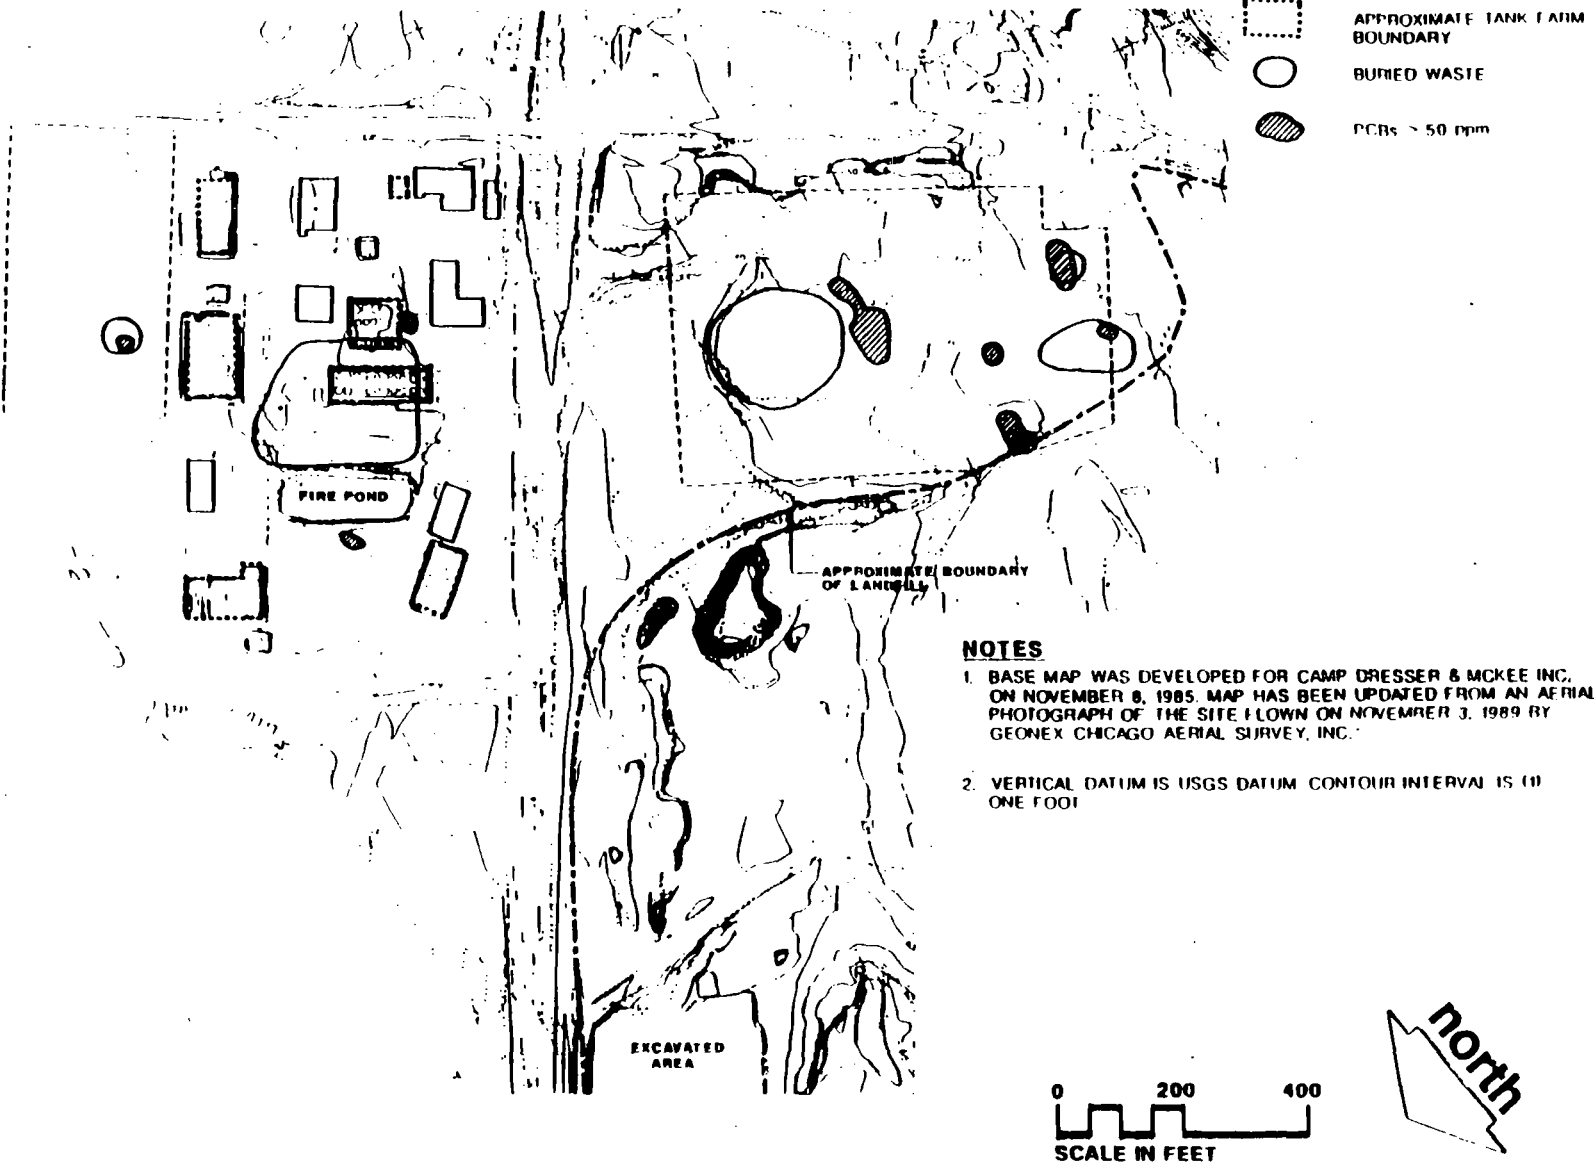 APPROXIMATE TANK FARM
BOUNDARY
BURIED WASTE
PCBs > 50 ppm
FIRE POND
APPROXIMATE BOUNDARY
OF LANDFILL
NOTES
1. BASE MAP WAS DEVELOPED FOR CAMP DRESSER & MCKEE INC.
ON NOVEMBER 8, 1985. MAP HAS BEEN UPDATED FROM AN AERIAL
PHOTOGRAPH OF THE SITE FLOWN ON NOVEMBER 3, 1989 BY
GEONEX CHICAGO AERIAL SURVEY, INC.
2. VERTICAL DATUM IS USGS DATUM CONTOUR INTERVAL IS (1)
ONE FOOT
EXCAVATED
AREA
north
0 200 400
SCALE IN FEET